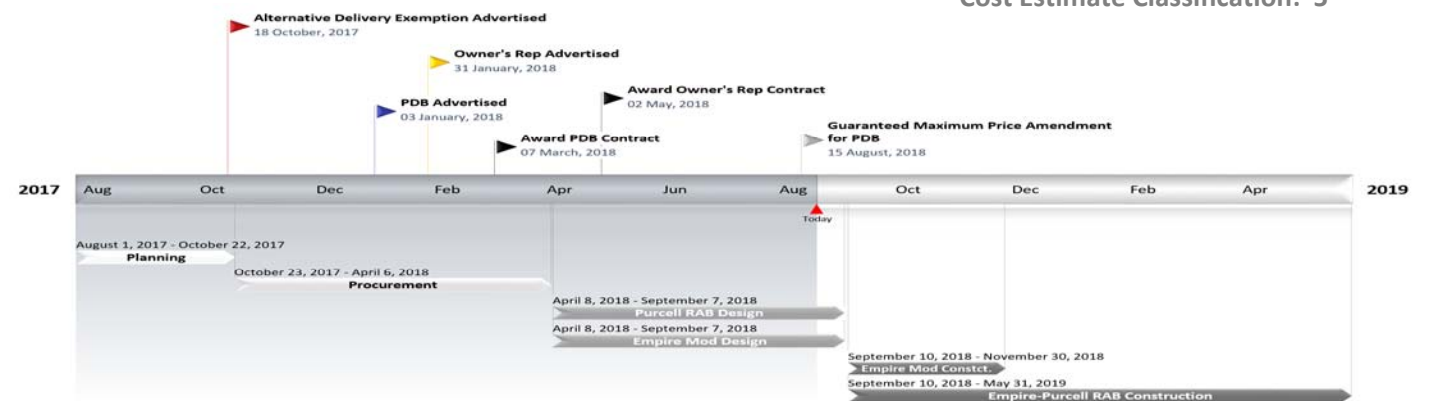 Cost Estimate Classification: 3
Alternative Delivery Exemption Advertised
18 October, 2017
Owner's Rep Advertised
31 January, 2018
PDB Advertised
03 January, 2018
Award Owner's Rep Contract
02 May, 2018
Award PDB Contract
07 March, 2018
Guaranteed Maximum Price Amendment
for PDB
15 August, 2018
2017 Aug Oct Dec Feb Apr Jun Aug Oct Dec Feb Apr 2019
Today
August 1, 2017 - October 22, 2017
Planning
October 23, 2017 - April 6, 2018
Procurement
April 8, 2018 - September 7, 2018
Purcell RAB Design
April 8, 2018 - September 7, 2018
Empire Mod Design
September 10, 2018 - November 30, 2018
Empire Mod Constct.
September 10, 2018 - May 31, 2019
Empire-Purcell RAB Construction